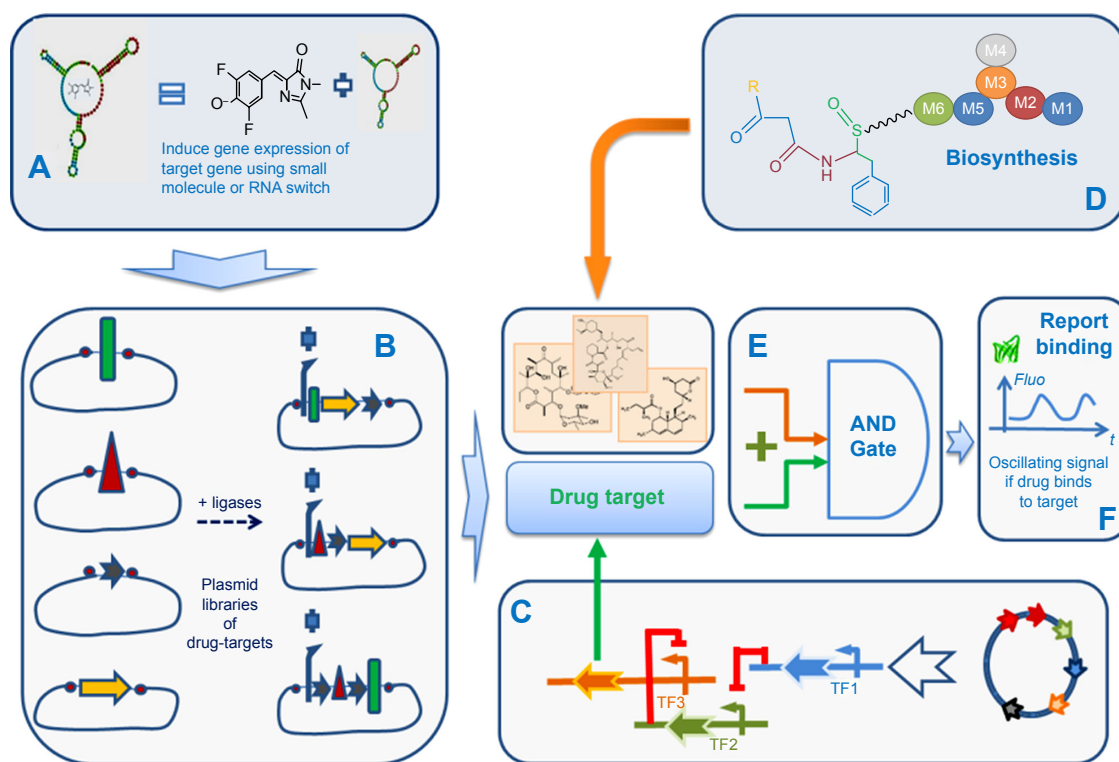 A
O
N
N
F
F
O
Induce gene expression of
target gene using small
molecule or RNA switch
R
O
O
S
O
N
H
M4
M3
M6
M5
M2
M1
Biosynthesis
D
B
+ ligases
Plasmid
libraries
of
drug-targets
Drug target
E
AND
Gate
Report
binding
Fluo
t
Oscillating signal
if drug binds
to target
F
C
TF3
TF1
TF2